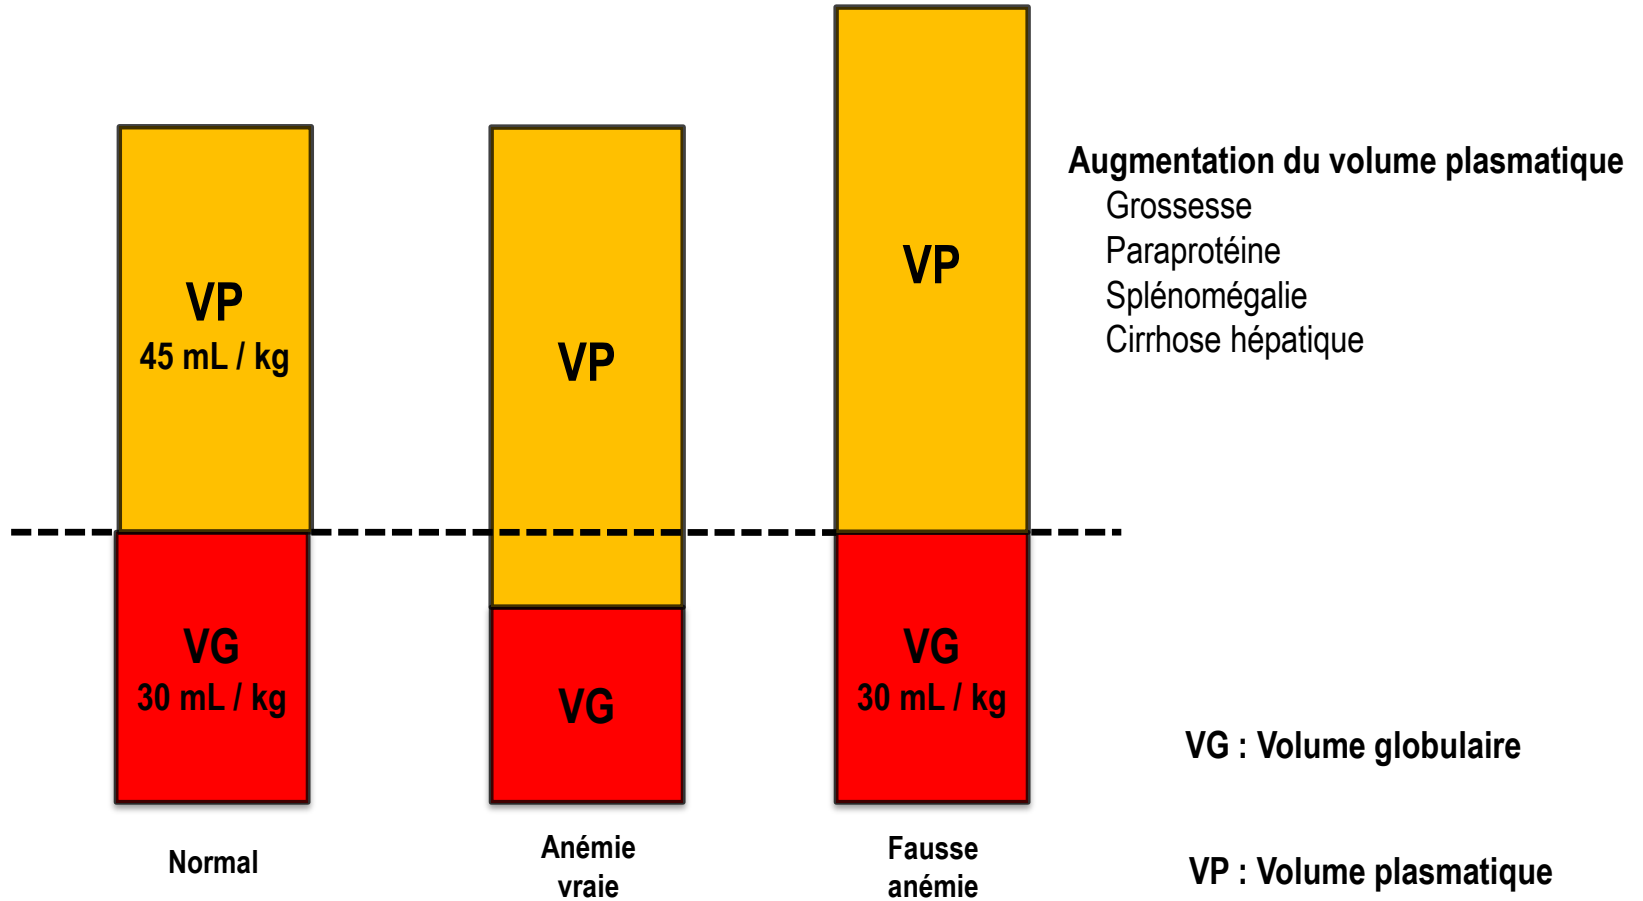 VP
45 mL / kg
VG
30 mL / kg
Normal
VP
VG
Anémie
vraie
VP
VG
30 mL / kg
Fausse
anémie
Augmentation du volume plasmatique
Grossesse
Paraprotéine
Splénomégalie
Cirrhose hépatique
VG : Volume globulaire
VP : Volume plasmatique